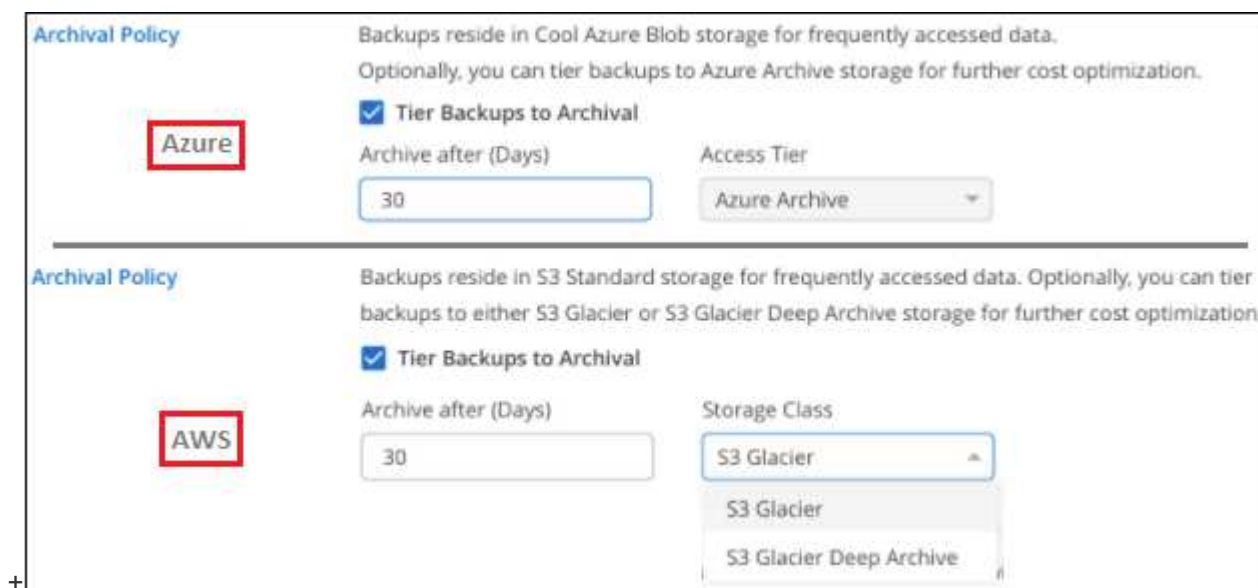 Archival Policy
Backups reside in Cool Azure Blob storage for frequently accessed data.
Optionally, you can tier backups to Azure Archive storage for further cost optimization.
Tier Backups to Archival
Azure
Archive after (Days)
Access Tier
30
Azure Archive
Archival Policy
Backups reside in S3 Standard storage for frequently accessed data. Optionally, you can tier
backups to either S3 Glacier or S3 Glacier Deep Archive storage for further cost optimization
Tier Backups to Archival
AWS
Archive after (Days)
Storage Class
30
S3 Glacier
S3 Glacier
S3 Glacier Deep Archive
+